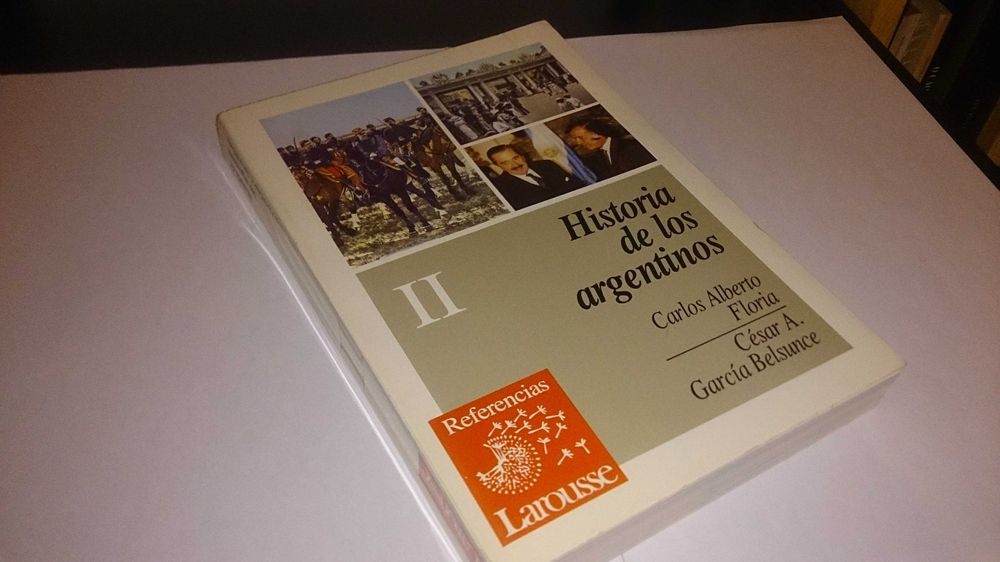 II
Historia
de los
argentinos
Carlos Alberto
Floria
César A.
García Belsunce
Referencias
Larousse